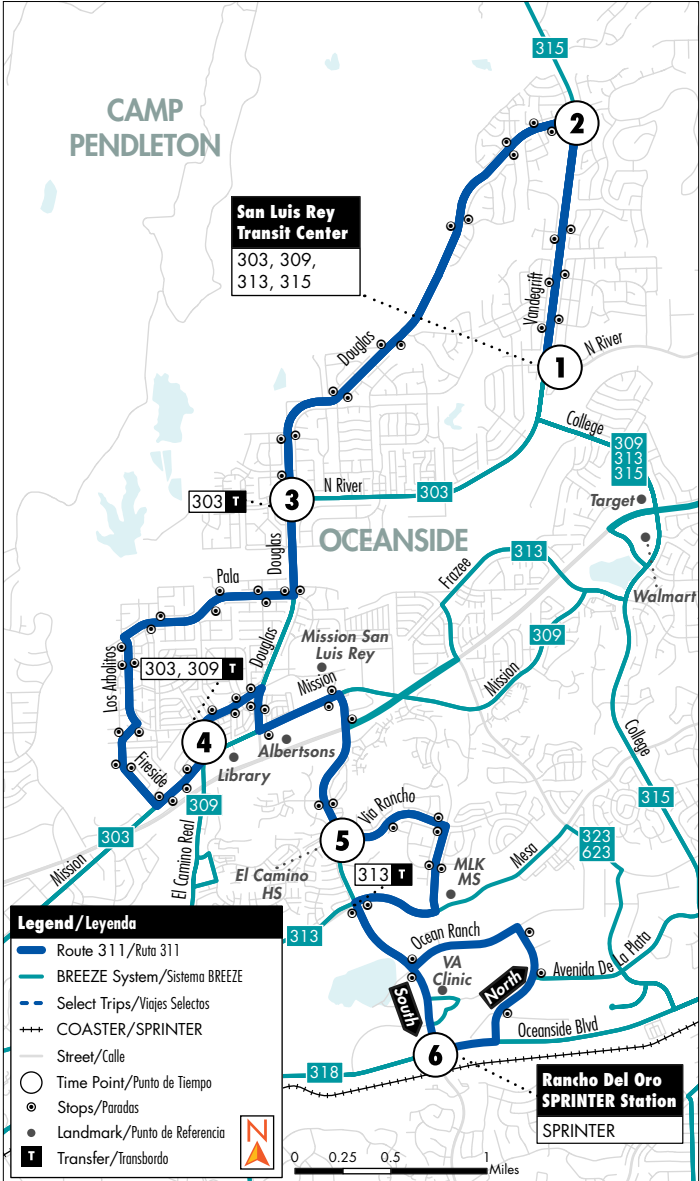 315
CAMP
PENDLETON
2
San Luis Rey
Transit Center
303, 309,
313, 315
Vandegrift
Douglas
1
N River
College
309
313
315
3
N River
303
303 T
Target
OCEANSIDE
Walmart
Douglas
313
Frazee
Pala
309
Mission San
Luis Rey
Los Arbolitos
303, 309 T
Douglas
Mission
Mission
4
Albertsons
Library
College
Fireside
309
315
303
Via Rancho
5
323
623
Mission
El Camino Real
El Camino
HS
313 T
MLK
MS
Mesa
313
Ocean Ranch
VA
Clinic
Avenida De La Plata
South
North
Oceanside Blvd
6
318
Rancho Del Oro
SPRINTER Station
SPRINTER
Legend/Leyenda
Route 311/Ruta 311
BREEZE System/Sistema BREEZE
Select Trips/Viajes Selectos
COASTER/SPRINTER
Street/Calle
Time Point/Punto de Tiempo
Stops/Paradas
Landmark/Punto de Referencia
T Transfer/Transbordo
N
0 0.25 0.5 1
Miles